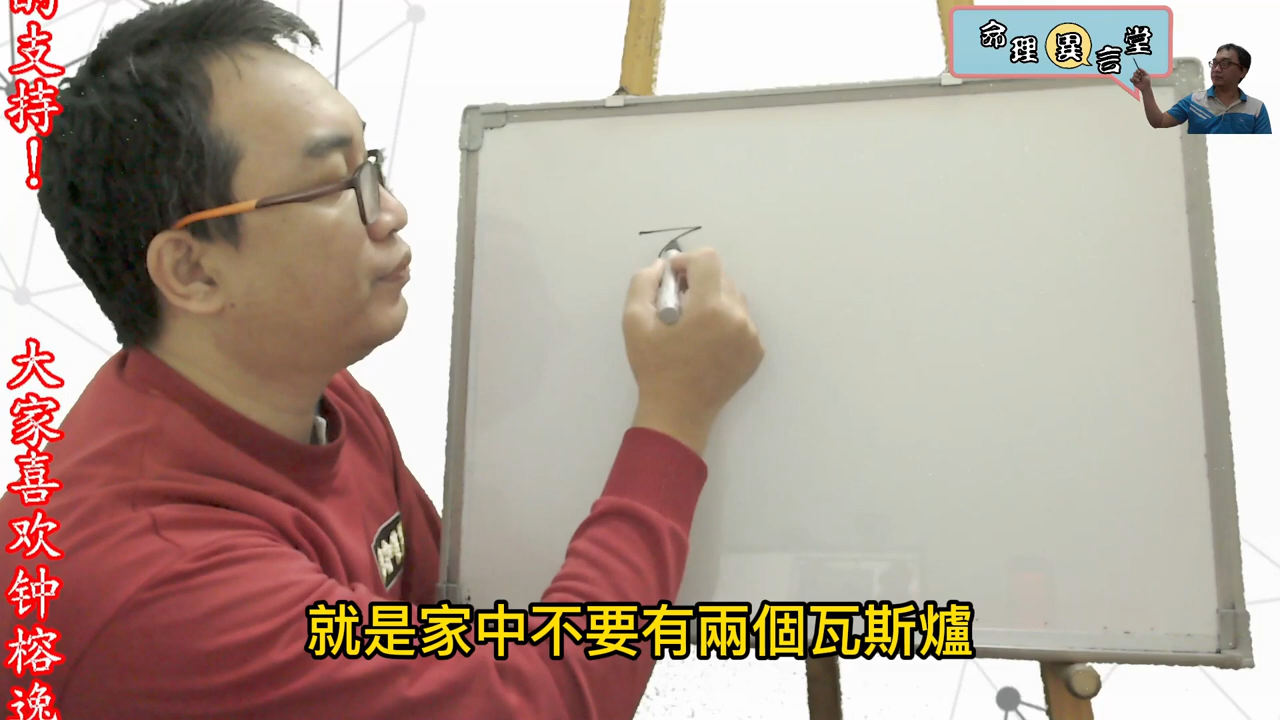 的支持！
大家喜欢钟榕逸
命理異言堂
就是家中不要有兩個瓦斯爐